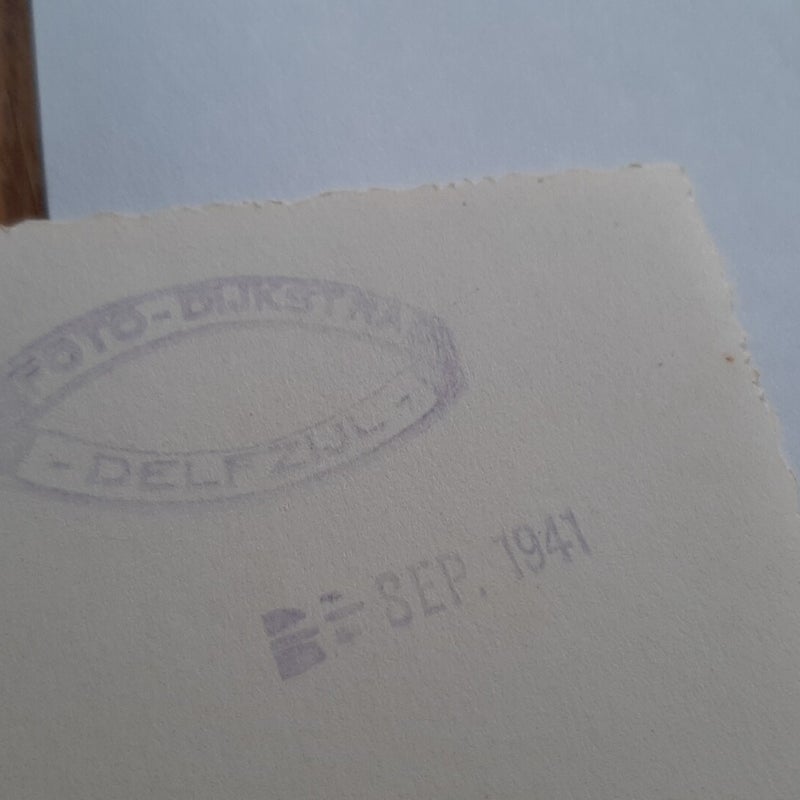 FOTO-DIJKSTRA
- DELFZIJL -
SEP. 1941